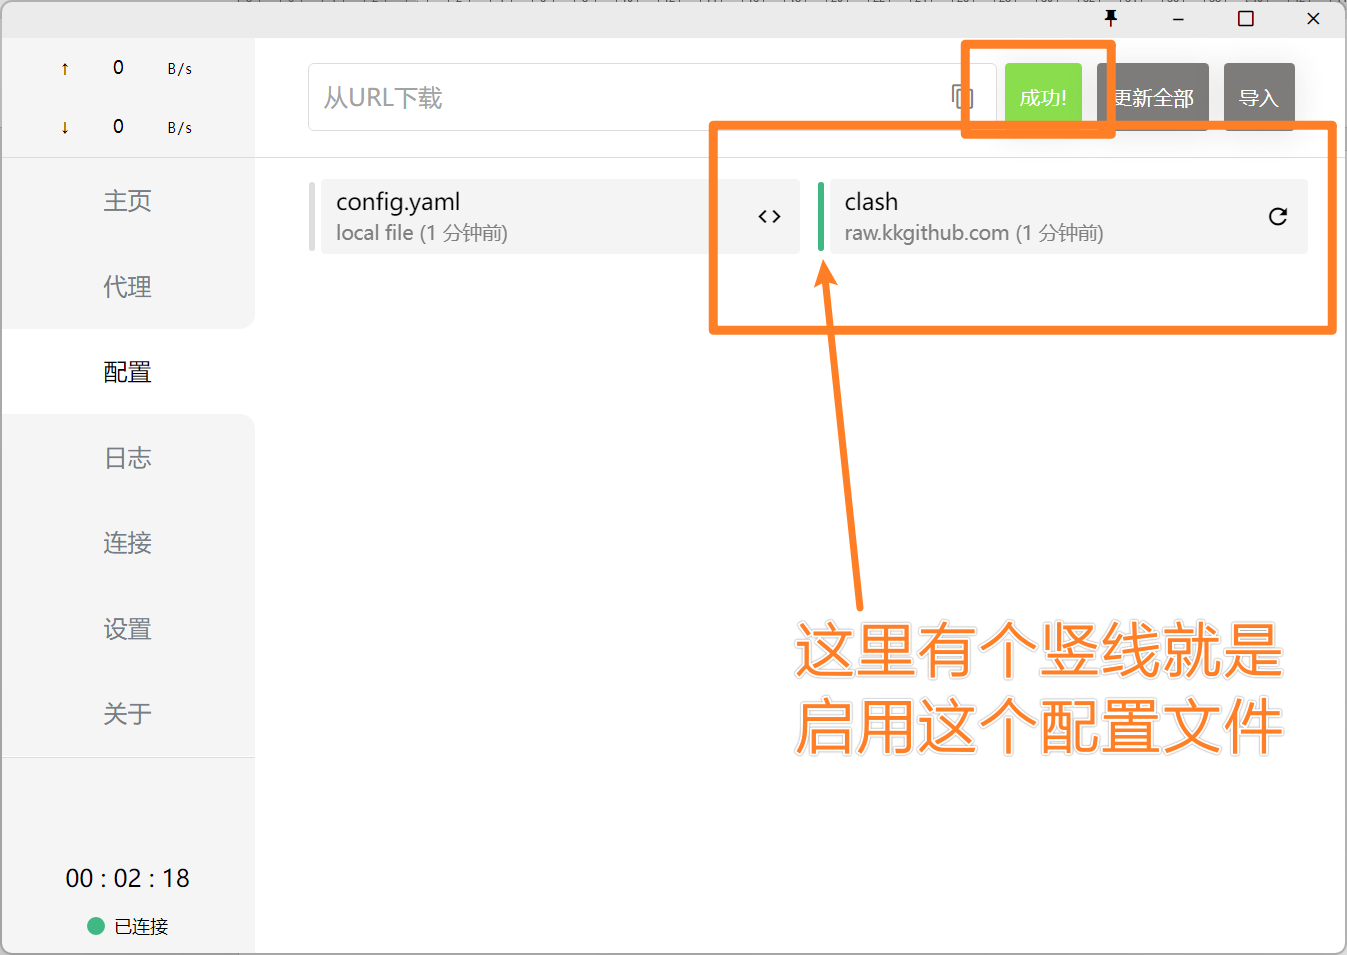 ↑ 0 B/s
↓ 0 B/s
主页
代理
配置
日志
连接
设置
关于
00 : 02 : 18
已连接
从URL下载
成功!
更新全部
导入
config.yaml
local file (1 分钟前)
clash
raw.kkgithub.com (1 分钟前)
这里有个竖线就是
启用这个配置文件